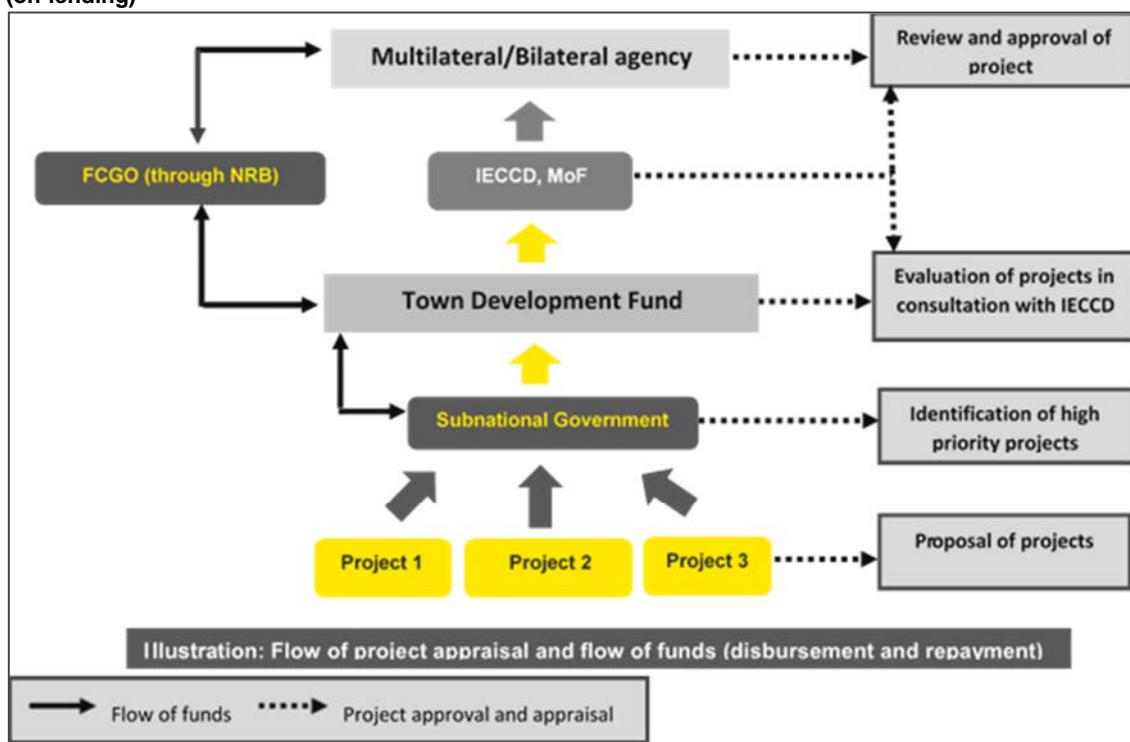 (on-lending)
Multilateral/Bilateral agency
Review and approval of
project
FCGO (through NRB)
IECCD, MoF
Town Development Fund
Evaluation of projects in
consultation with IECCD
Subnational Government
Identification of high
priority projects
Project 1
Project 2
Project 3
Proposal of projects
Illustration: Flow of project appraisal and flow of funds (disbursement and repayment)
Flow of funds
Project approval and appraisal